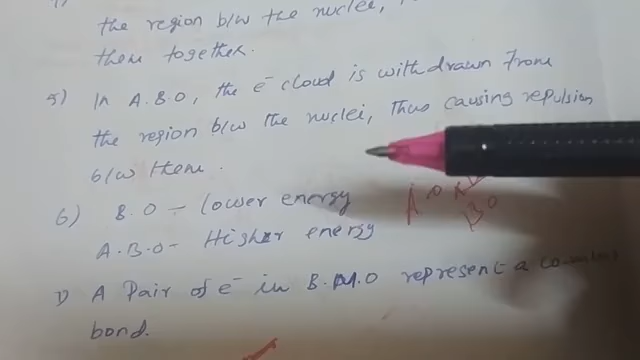 the region b/w the nuclei,
them together.
5) In A.B.O, the e⁻ cloud is withdrawn from
the region b/w the nuclei, thus causing repulsion
b/w them.
6) B.O - Lower energy
A.B.O - Higher energy
A.O
BO
7) A Pair of e⁻ in B.M.O represent a
bond.